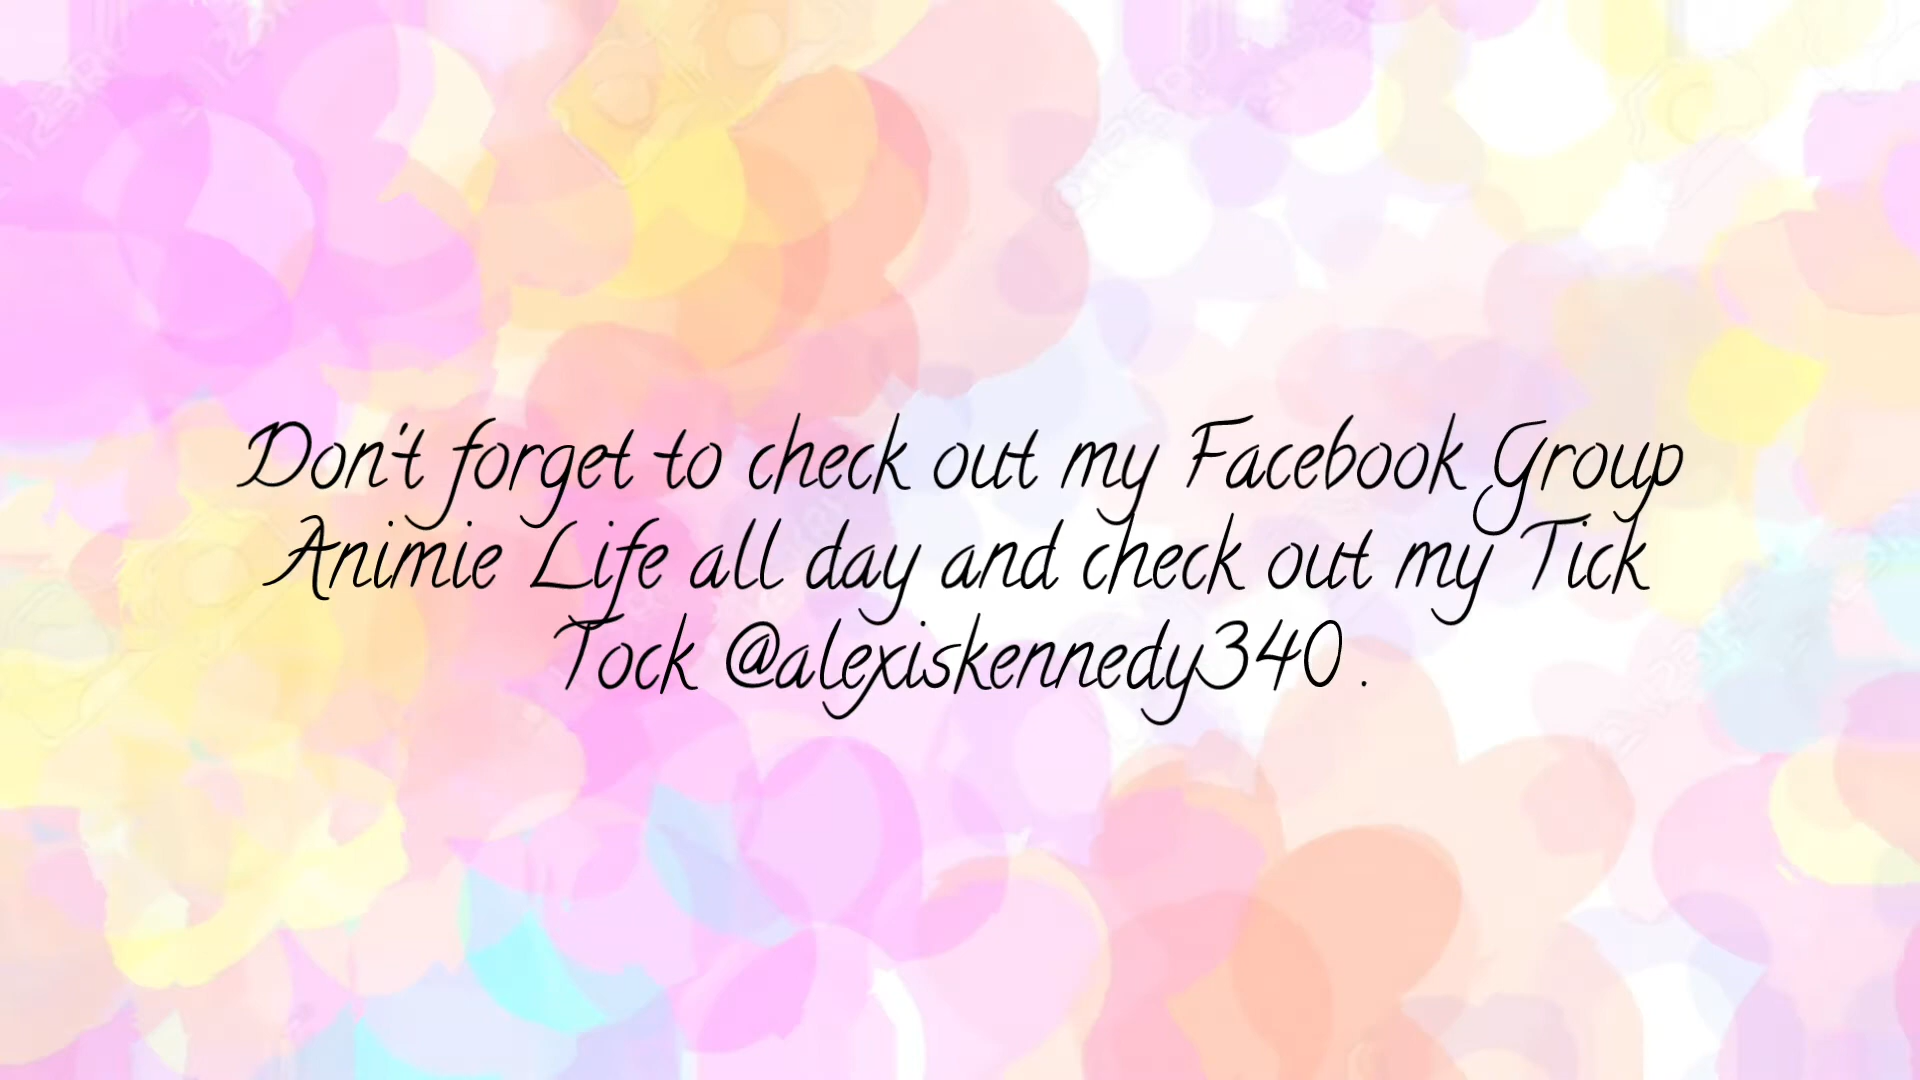 Don't forget to check out my Facebook Group
Animie Life all day and check out my Tick
Tock @alexiskennedy340 .